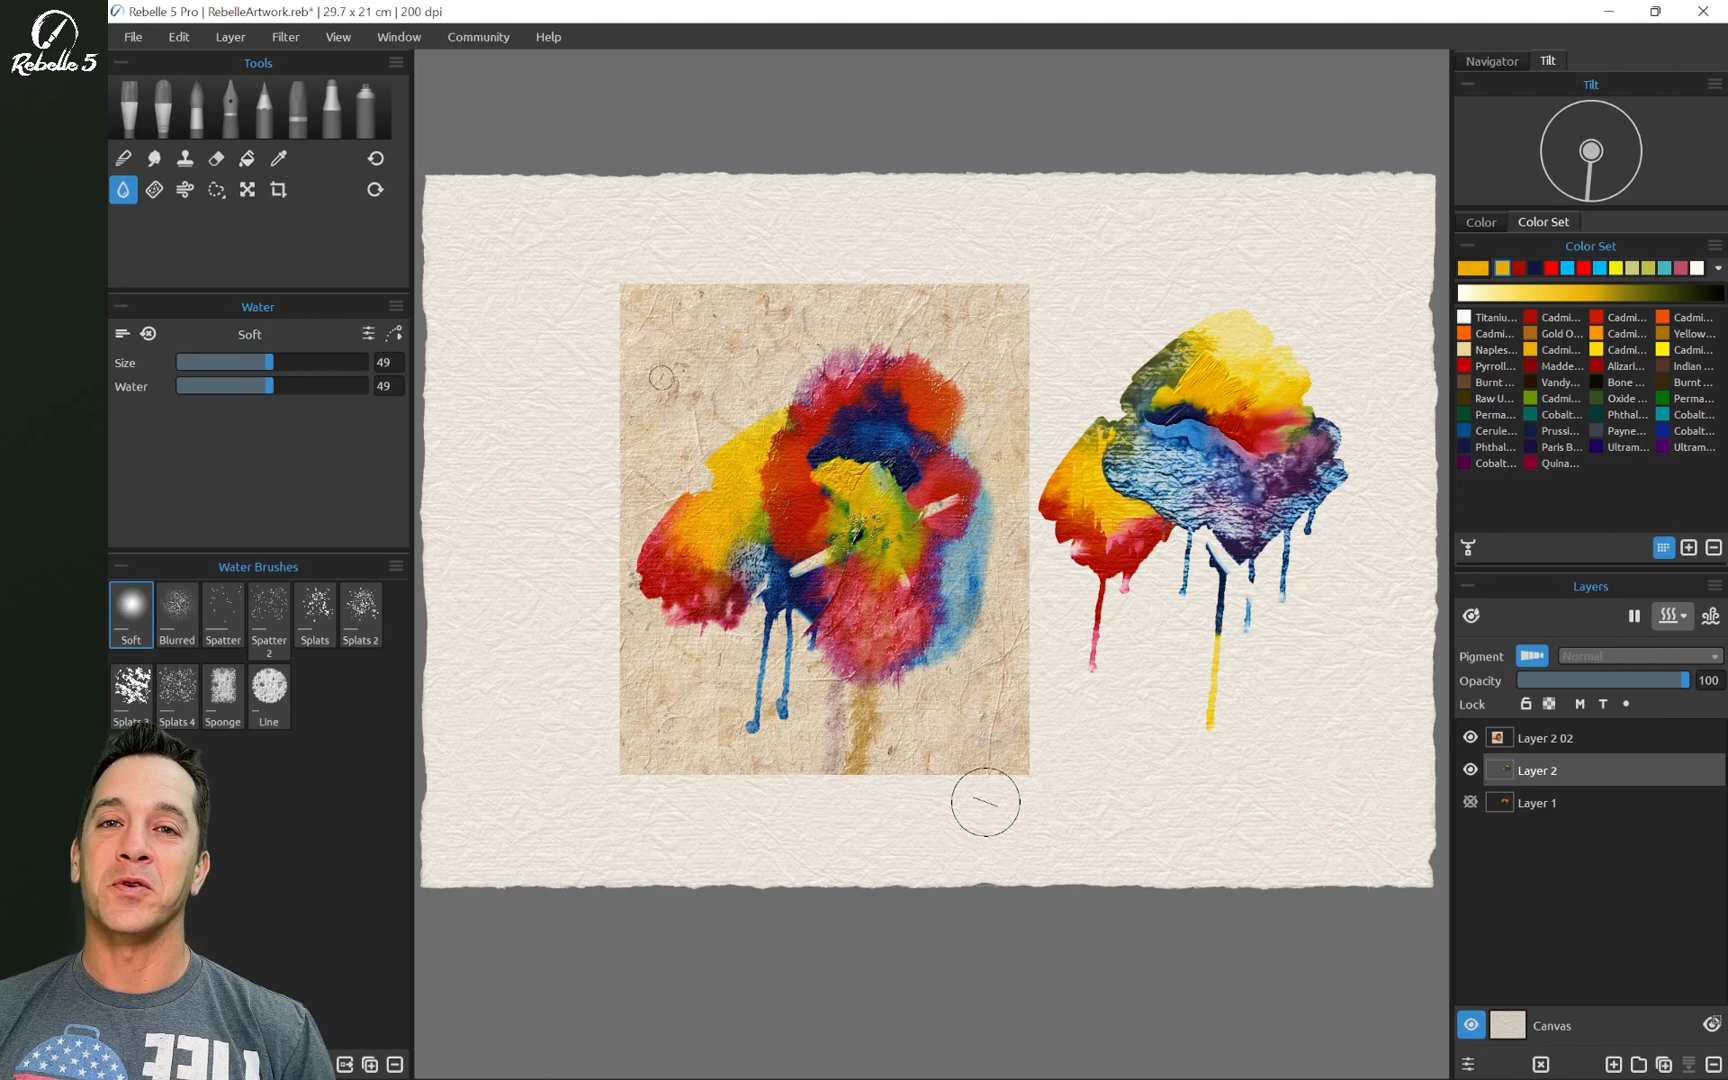 Rebelle 5 Pro | RebelleArtwork.reb* | 29.7 x 21 cm | 200 dpi
Rebelle 5
File Edit Layer Filter View Window Community Help
Tools
Water
Soft
Size 49
Water 49
Water Brushes
Soft Blurred Spatter Spatter 2 Splats Splats 2
Splats 3 Splats 4 Sponge Line
Navigator Tilt
Tilt
Color Color Set
Color Set
Titaniu... Cadmi... Cadmi... Cadmi...
Cadmi... Gold O... Cadmi... Yellow...
Naples... Cadmi... Cadmi... Cadmi...
Pyrroll... Madde... Alizari... Indian ...
Burnt ... Vandy... Bone ... Burnt ...
Raw U... Cadmi... Oxide ... Perma...
Perma... Cobalt... Phthal... Cobalt...
Cerule... Prussi... Payne... Cobalt...
Phthal... Paris B... Ultram... Ultram...
Cobalt... Quina...
Layers
Pigment Normal
Opacity 100
Lock M T
Layer 2 02
Layer 2
Layer 1
Canvas